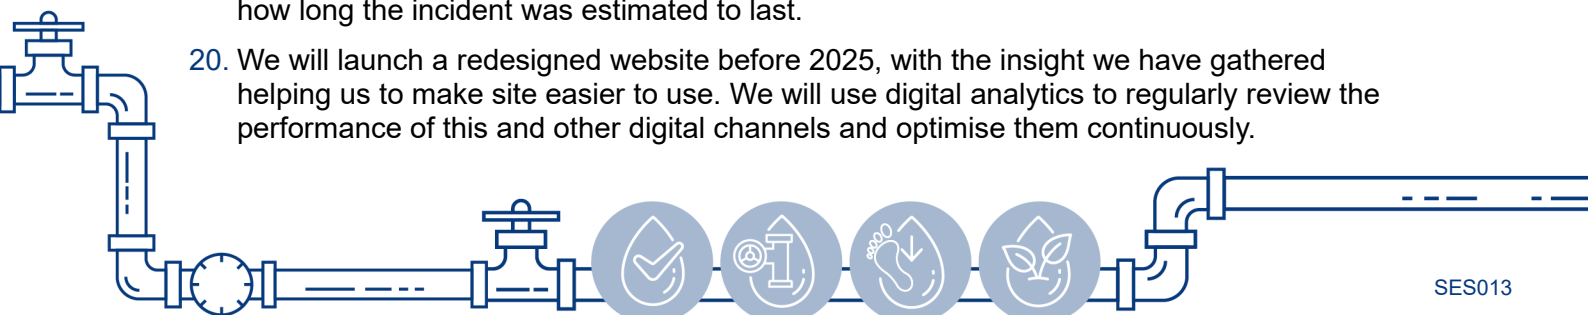 how long the incident was estimated to last.
20. We will launch a redesigned website before 2025, with the insight we have gathered
helping us to make site easier to use. We will use digital analytics to regularly review the
performance of this and other digital channels and optimise them continuously.
SES013